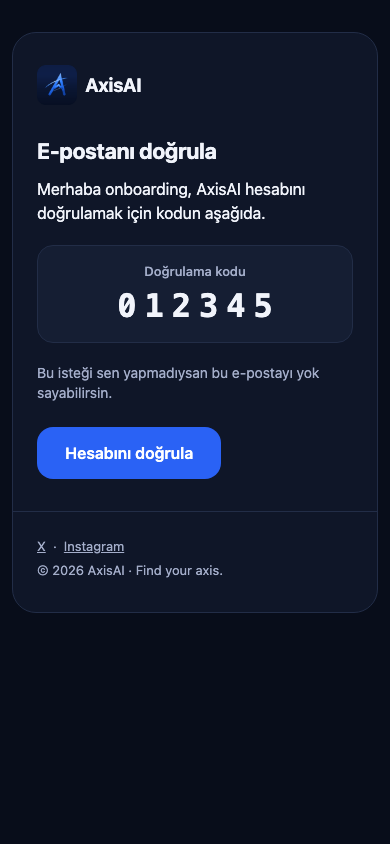 AxisAI
E-postanı doğrula
Merhaba onboarding, AxisAI hesabını
doğrulamak için kodun aşağıda.
Doğrulama kodu
012345
Bu isteği sen yapmadıysan bu e-postayı yok
sayabilirsin.
Hesabını doğrula
X · Instagram
© 2026 AxisAI · Find your axis.